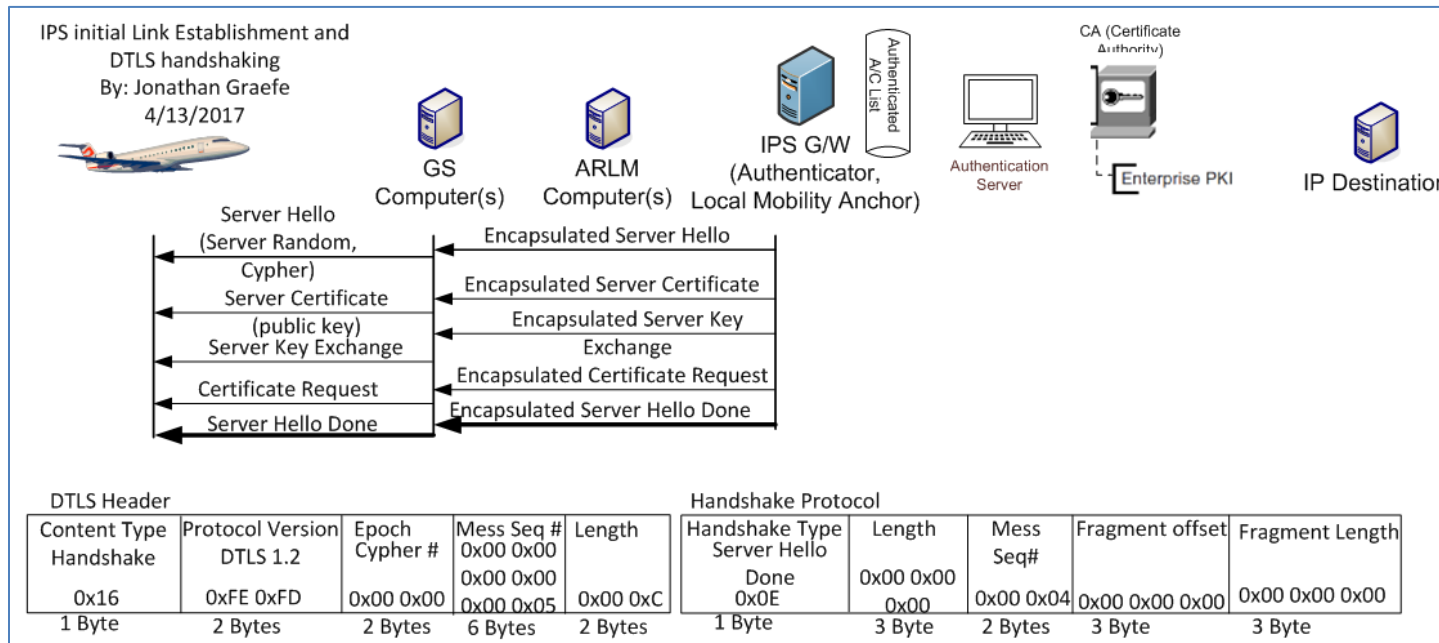 IPS initial Link Establishment and
DTLS handshaking
By: Jonathan Graefe
4/13/2017
GS
Computer(s)
ARLM
Computer(s)
IPS G/W
(Authenticator,
Local Mobility Anchor)
Authenticated
A/C List
Authentication
Server
CA (Certificate
Authority)
Enterprise PKI
IP Destination
Server Hello
(Server Random,
Cypher)
Encapsulated Server Hello
Server Certificate
(public key)
Encapsulated Server Certificate
Server Key Exchange
Encapsulated Server Key
Exchange
Certificate Request
Encapsulated Certificate Request
Server Hello Done
Encapsulated Server Hello Done
DTLS Header
Content Type
Handshake
0x16
1 Byte
Protocol Version
DTLS 1.2
0xFE 0xFD
2 Bytes
Epoch
Cypher #
0x00 0x00
2 Bytes
Mess Seq #
0x00 0x00
0x00 0x00
0x00 0x05
6 Bytes
Length
0x00 0xC
2 Bytes
Handshake Protocol
Handshake Type
Server Hello
Done
0x0E
1 Byte
Length
0x00 0x00
0x00
3 Byte
Mess
Seq#
0x00 0x04
2 Bytes
Fragment offset
0x00 0x00 0x00
3 Byte
Fragment Length
0x00 0x00 0x00
3 Byte